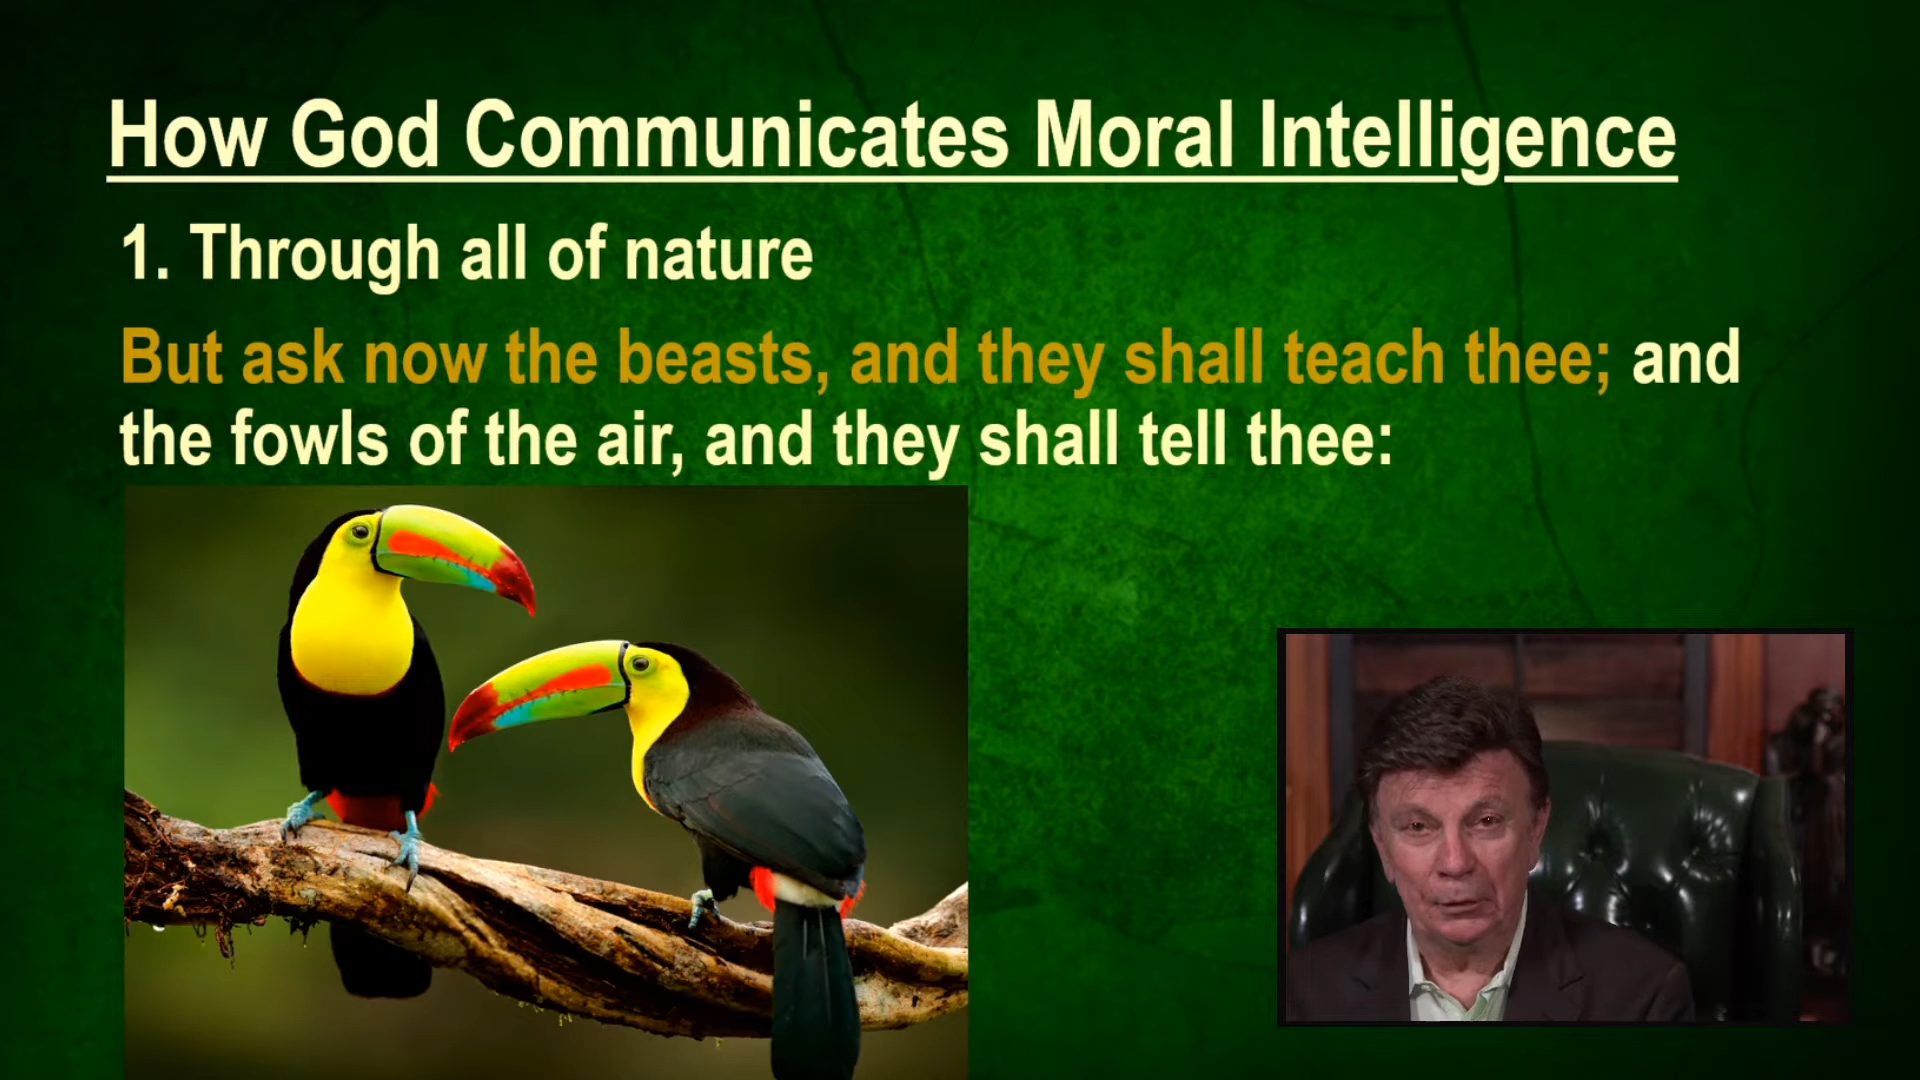 How God Communicates Moral Intelligence
1. Through all of nature
But ask now the beasts, and they shall teach thee; and
the fowls of the air, and they shall tell thee: